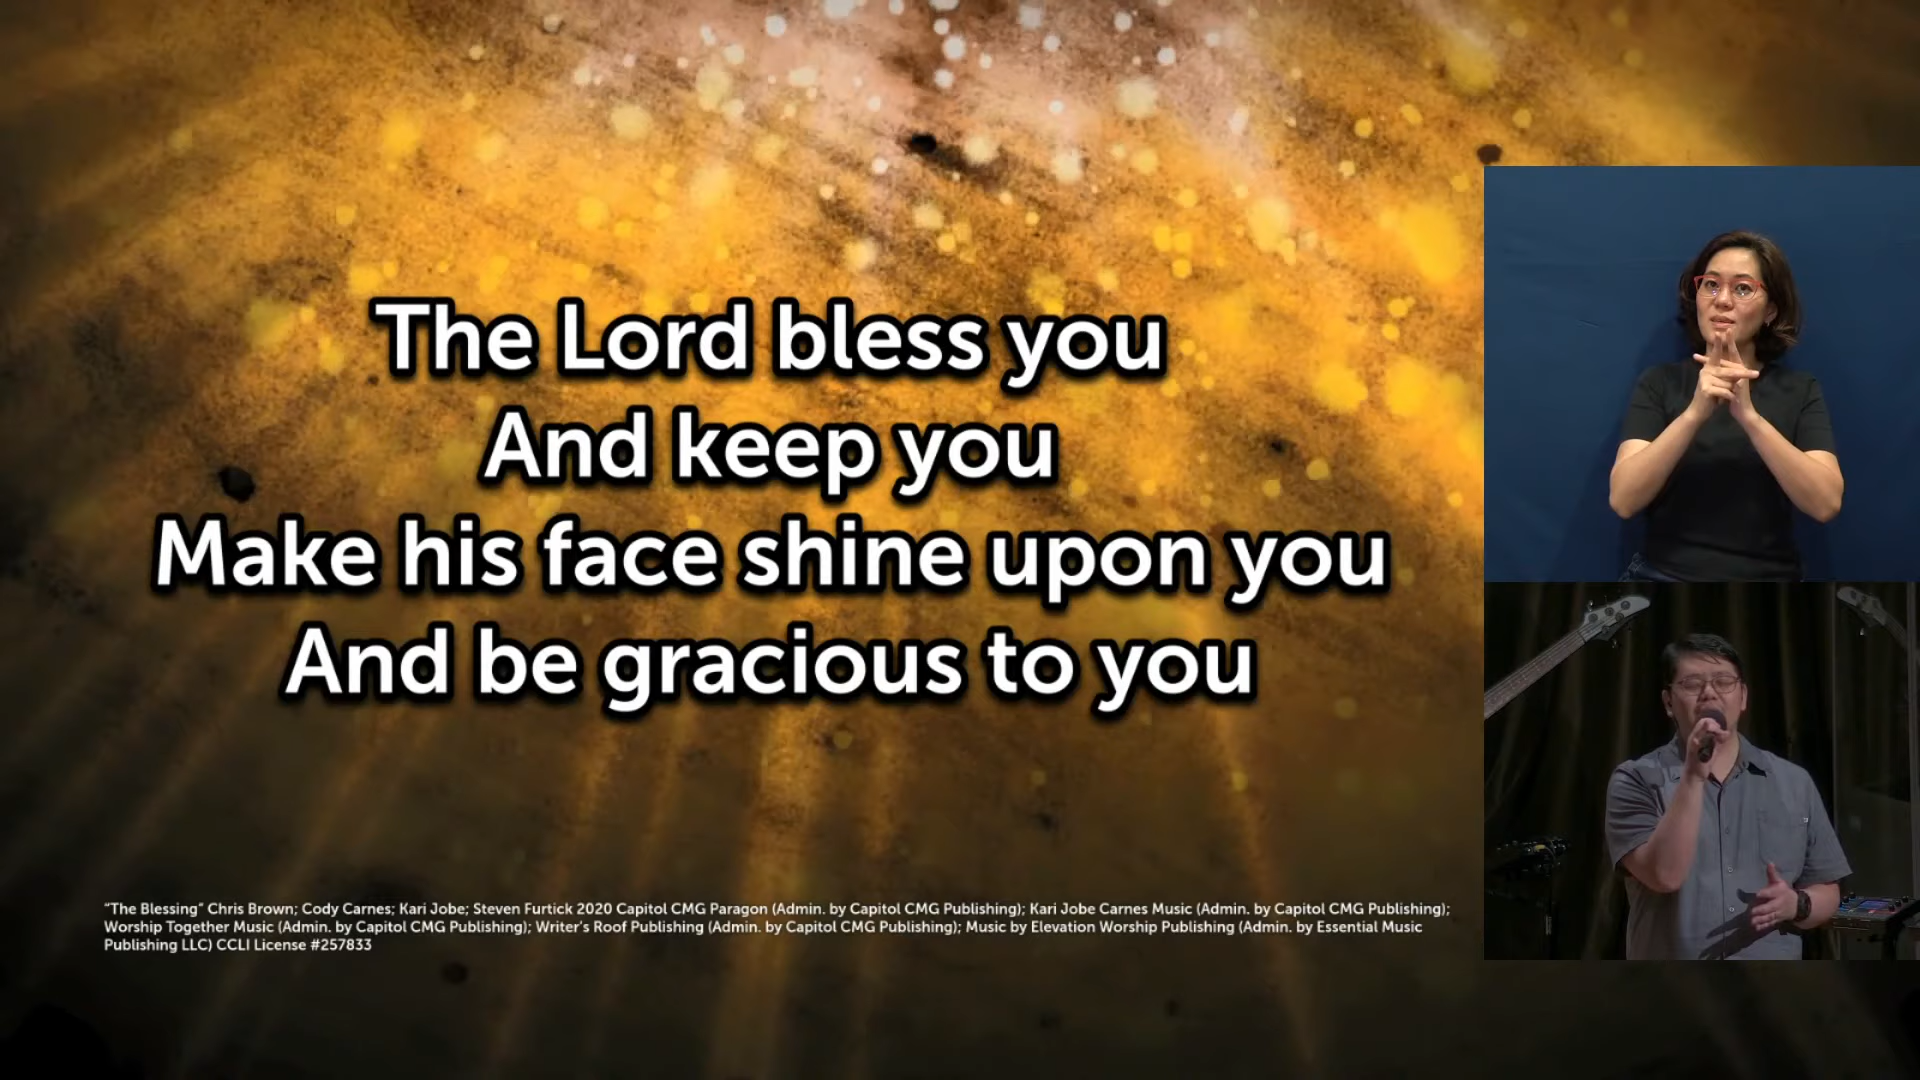 The Lord bless you
And keep you
Make his face shine upon you
And be gracious to you
“The Blessing” Chris Brown; Cody Carnes; Kari Jobe; Steven Furtick 2020 Capitol CMG Paragon (Admin. by Capitol CMG Publishing); Kari Jobe Carnes Music (Admin. by Capitol CMG Publishing);
Worship Together Music (Admin. by Capitol CMG Publishing); Writer's Roof Publishing (Admin. by Capitol CMG Publishing); Music by Elevation Worship Publishing (Admin. by Essential Music
Publishing LLC) CCLI License #257833